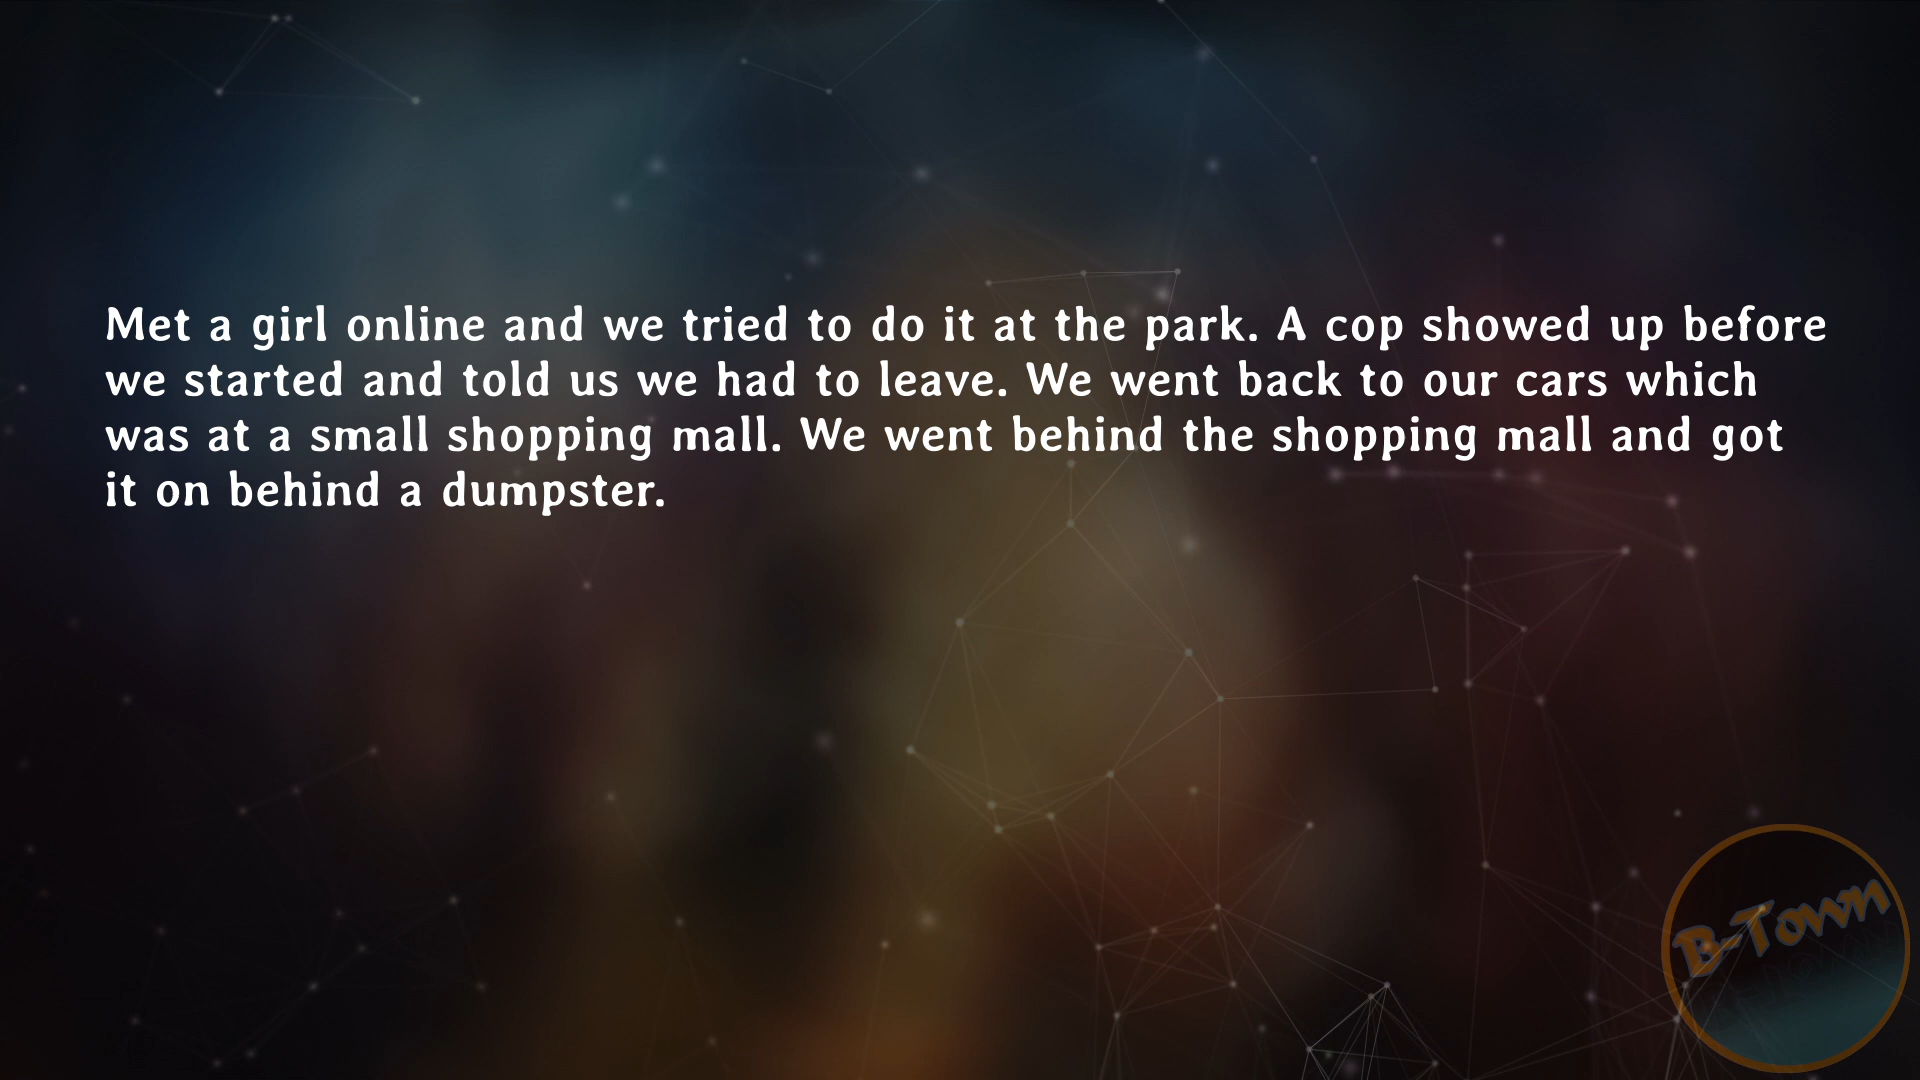 Met a girl online and we tried to do it at the park. A cop showed up before
we started and told us we had to leave. We went back to our cars which
was at a small shopping mall. We went behind the shopping mall and got
it on behind a dumpster.
B-Town